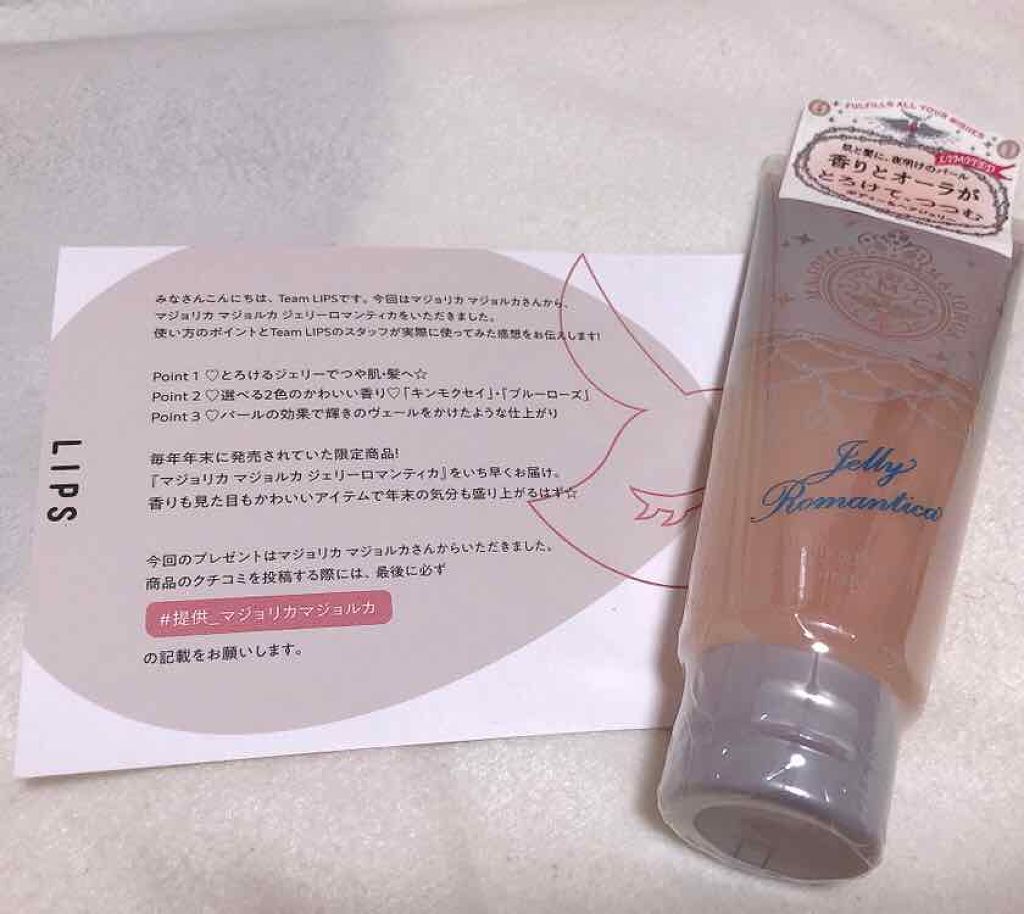 みなさんこんにちは、Team LIPSです。今回はマジョリカ マジョルカさんから、
マジョリカ マジョルカ ジェリーロマンティカをいただきました。
使い方のポイントとTeam LIPSのスタッフが実際に使ってみた感想をお伝えします!
Point 1 ♡とろけるジェリーでつや肌・髪へ☆
Point 2 ♡選べる2色のかわいい香り♡「キンモクセイ」・「ブルーローズ」
Point 3 ♡パールの効果で輝きのヴェールをかけたような仕上がり
毎年年末に発売されていた限定商品!
『マジョリカ マジョルカ ジェリーロマンティカ』をいち早くお届け。
香りも見た目もかわいいアイテムで年末の気分も盛り上がるはず☆
今回のプレゼントはマジョリカ マジョルカさんからいただきました。
商品のクチコミを投稿する際には、最後に必ず
#提供_マジョリカマジョルカ
の記載をお願いします。
LIPS
FULFILLS ALL YOUR WISHES
LIMITED
肌と髪に、夜明けのパール
香りとオーラが
とろけて、つつむ
Jelly
Romantica